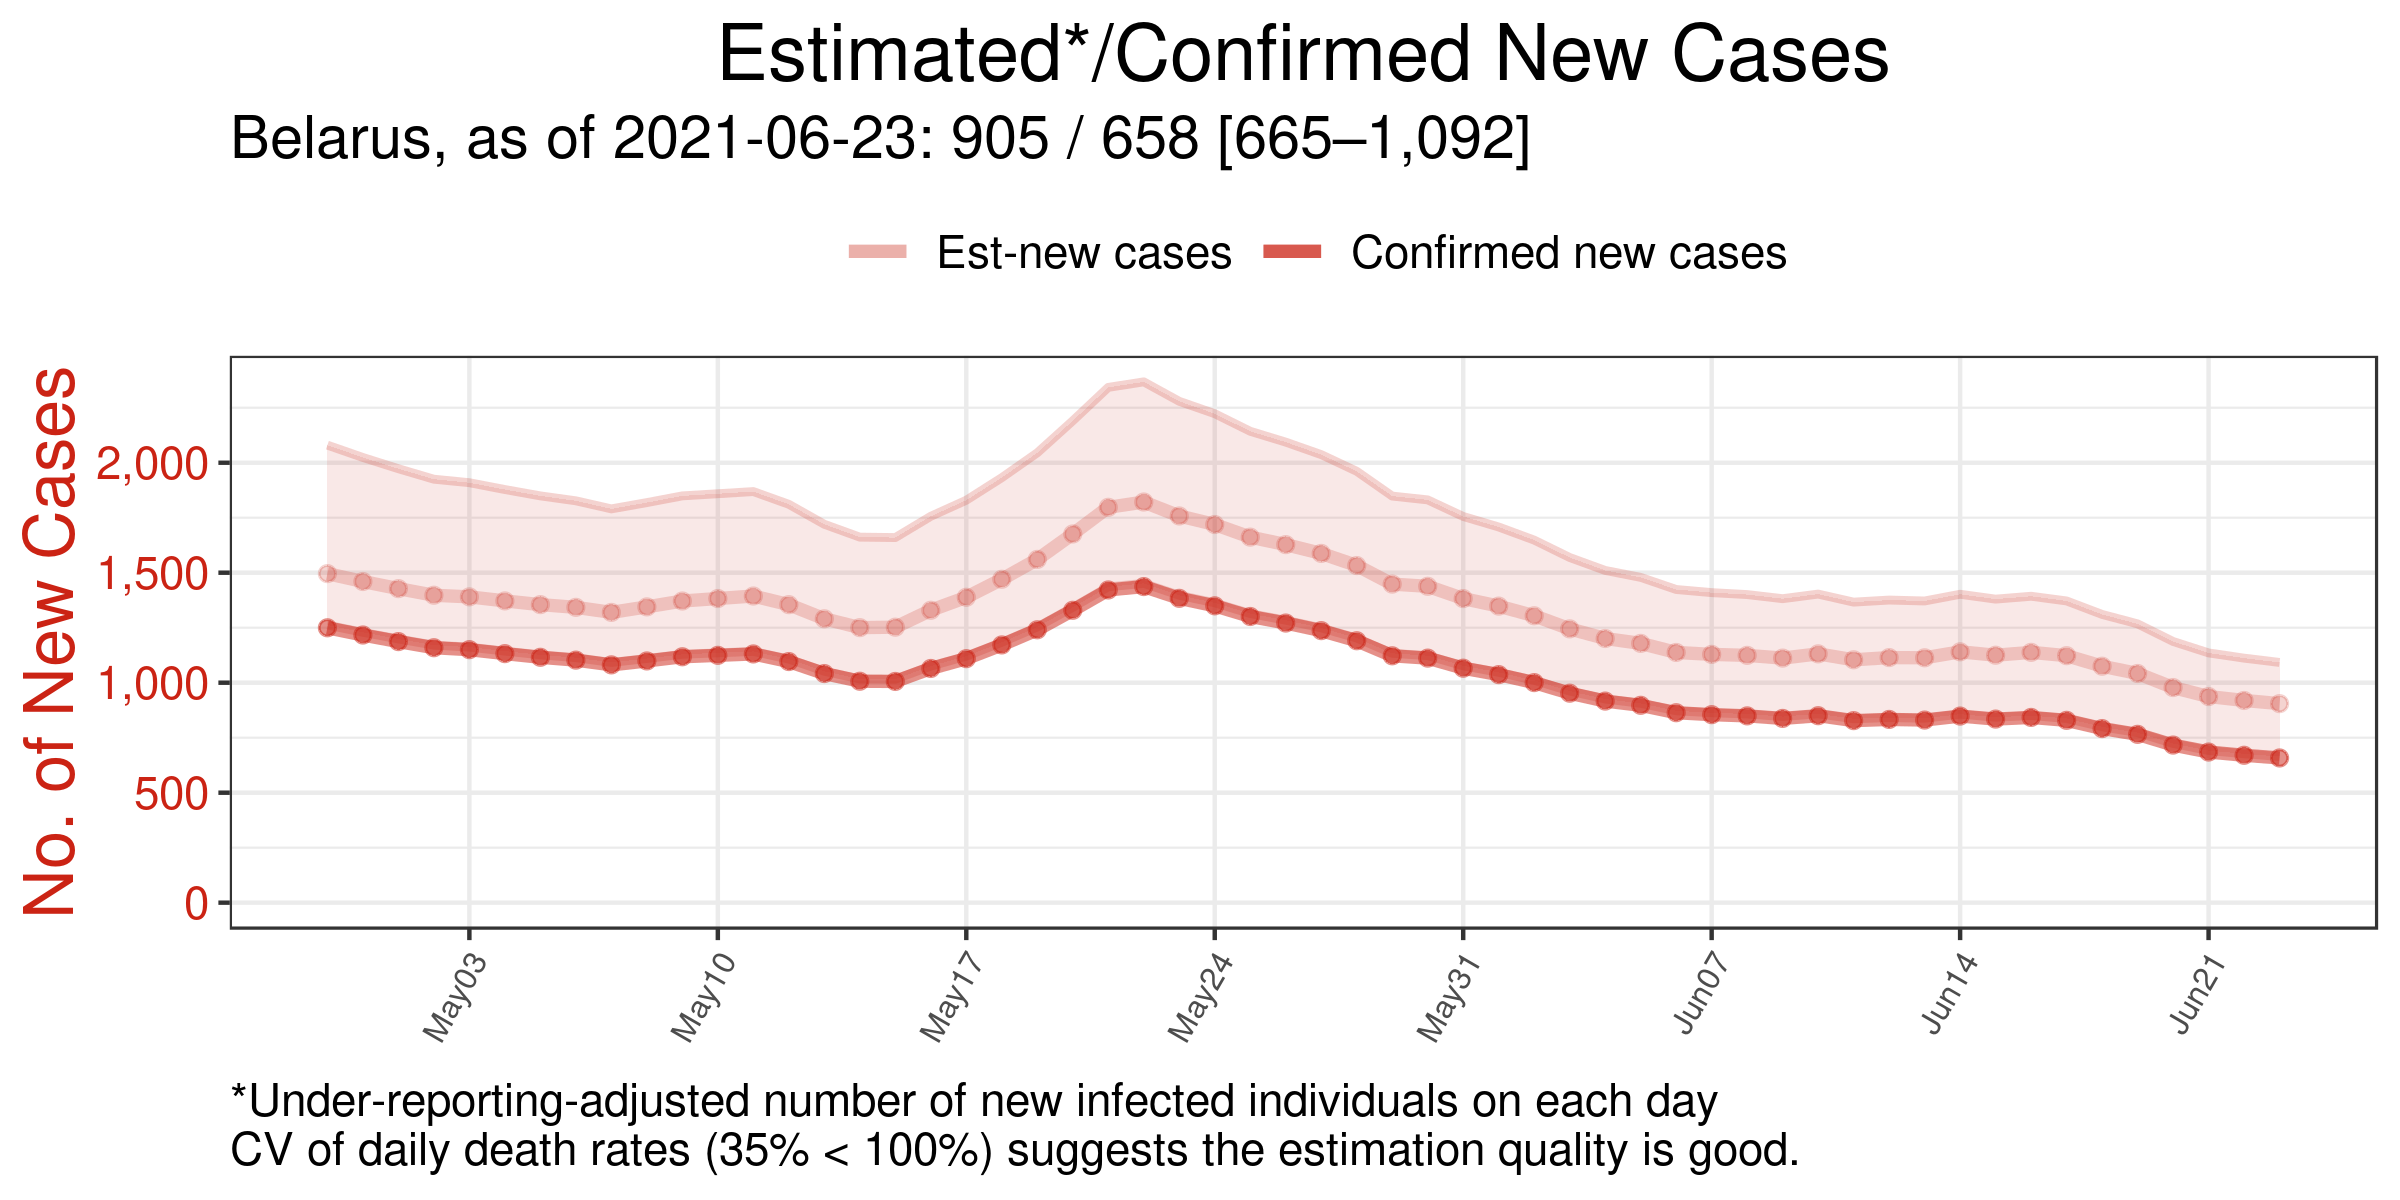 Estimated*/Confirmed New Cases
Belarus, as of 2021-06-23: 905 / 658 [665–1,092]
Est-new cases
Confirmed new cases
No. of New Cases
2,000
1,500
1,000
500
0
May03
May10
May17
May24
May31
Jun07
Jun14
Jun21
*Under-reporting-adjusted number of new infected individuals on each day
CV of daily death rates (35% < 100%) suggests the estimation quality is good.